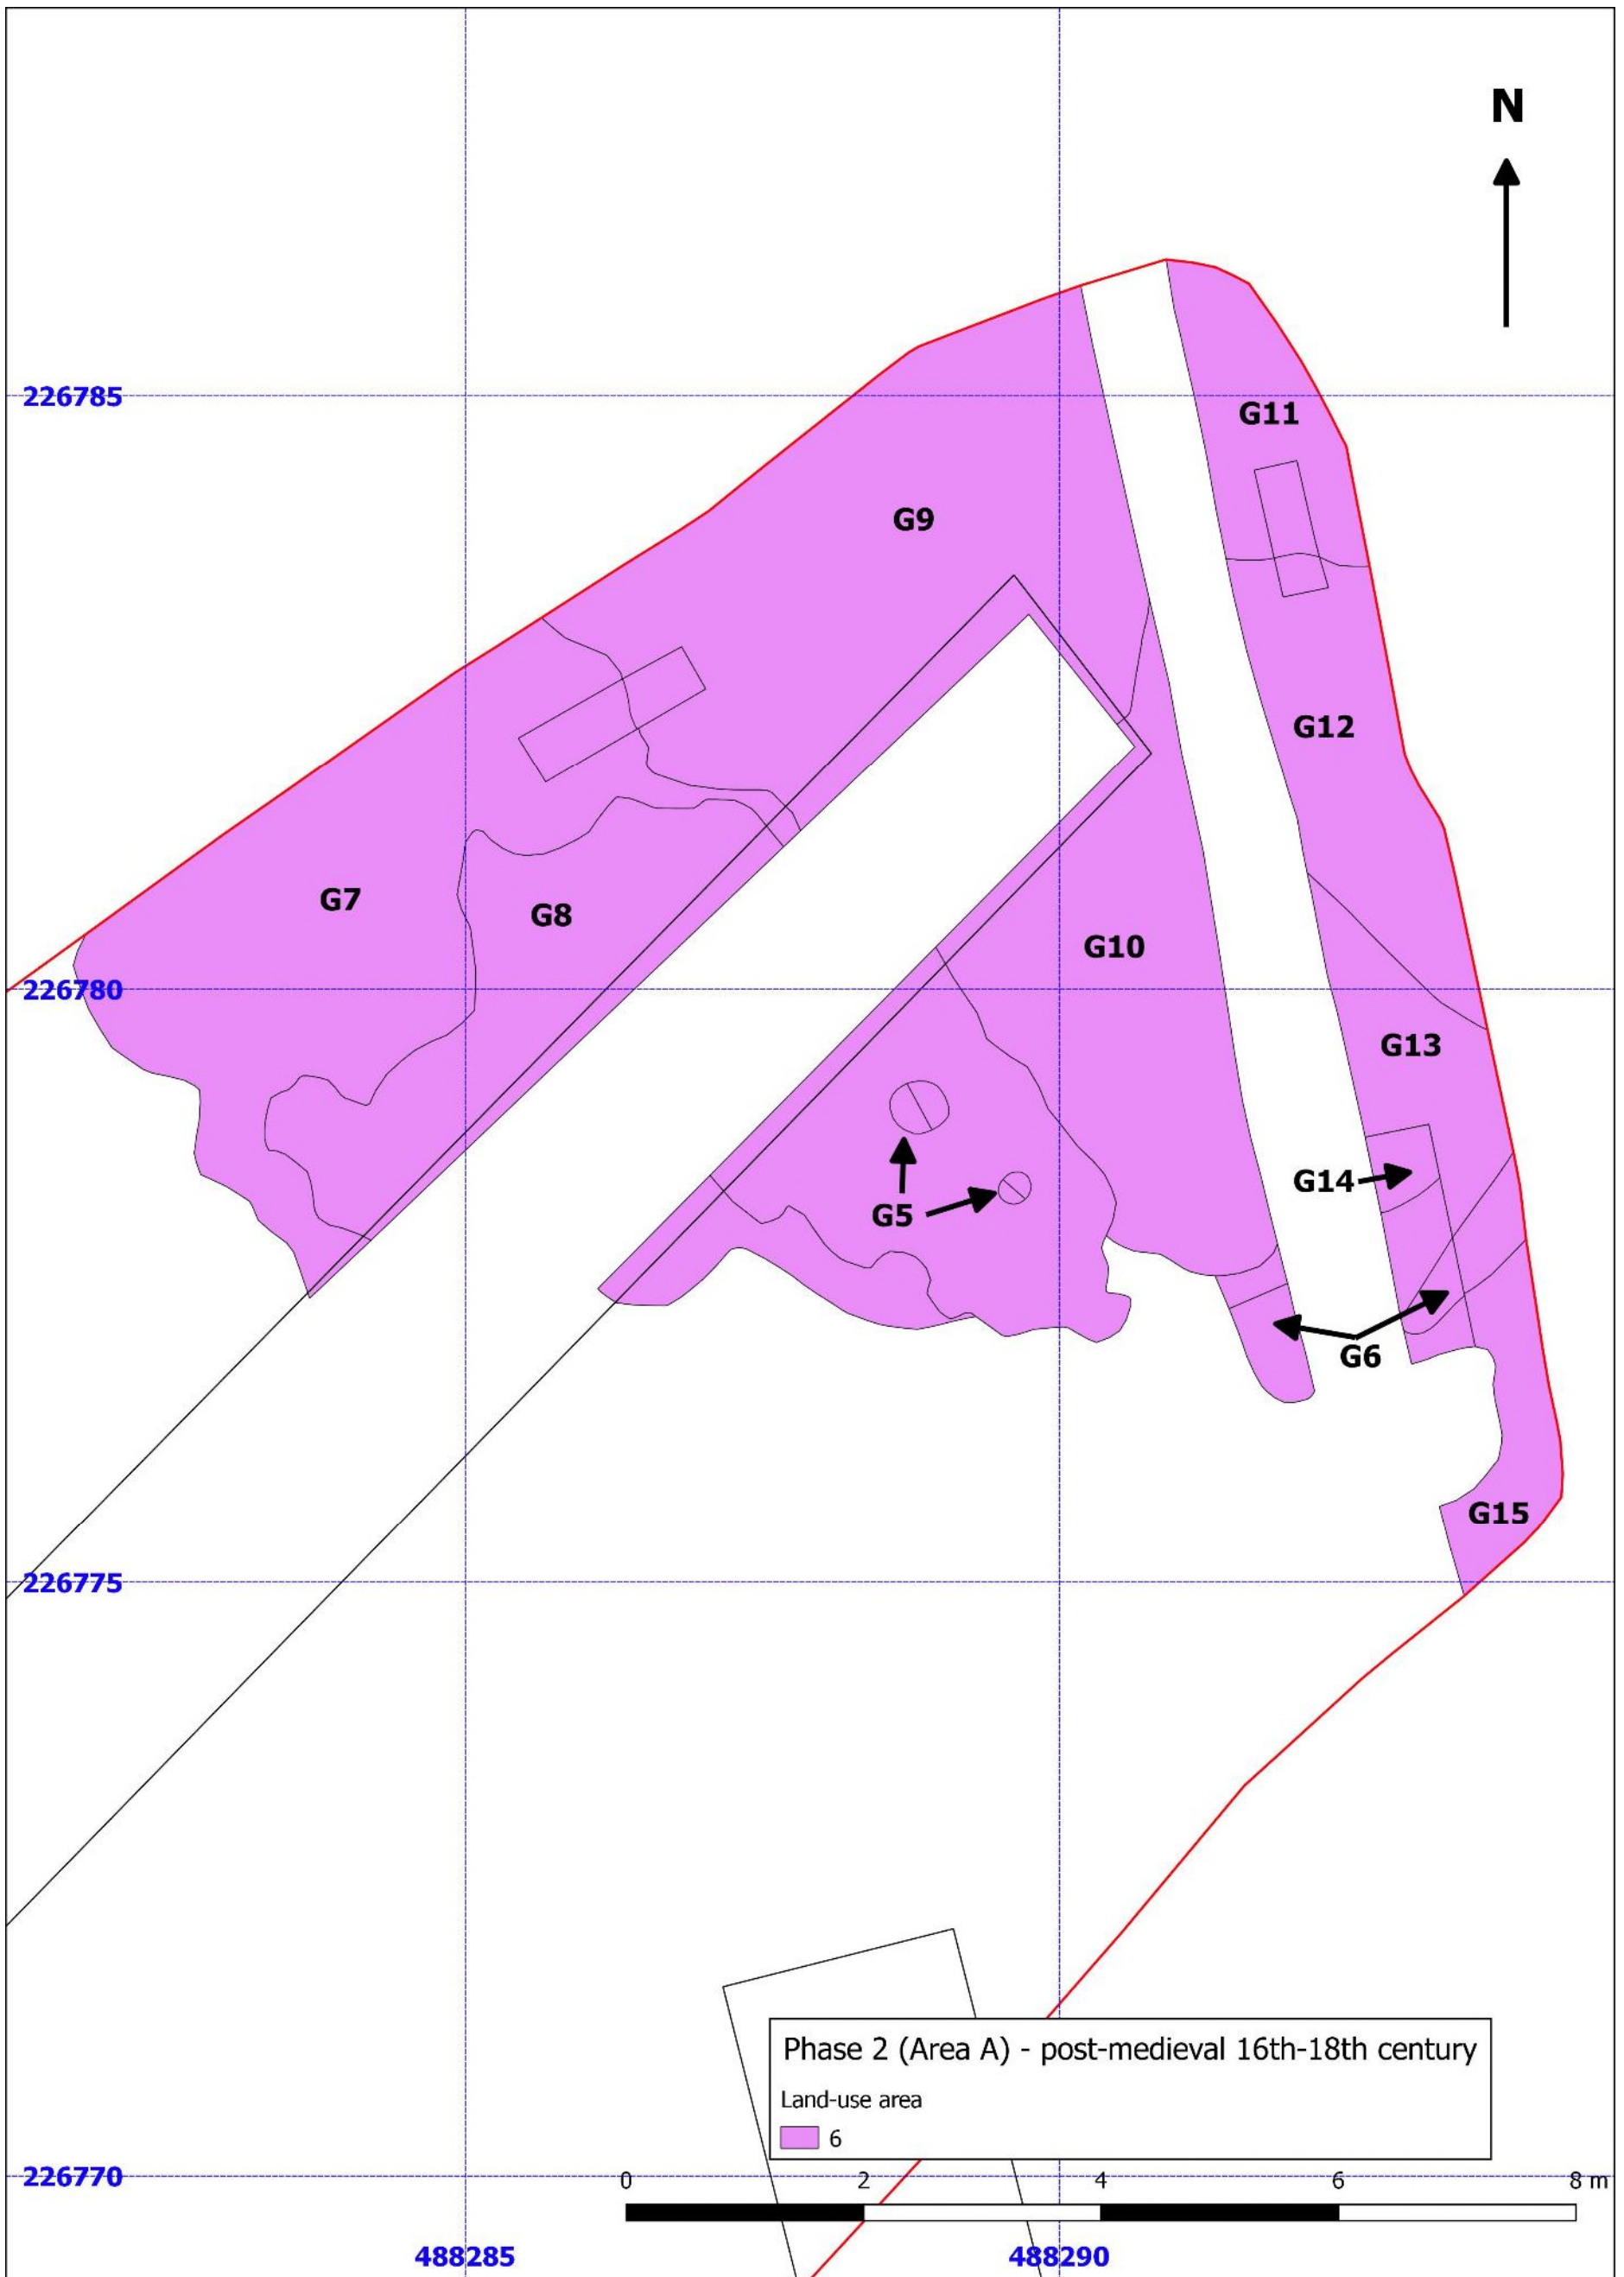 N
226785
G11
G9
G12
G7
G8
G10
226780
G13
G14
G5
G6
G15
226775
Phase 2 (Area A) - post-medieval 16th-18th century
Land-use area
6
226770
0 2 4 6 8 m
488285 488290